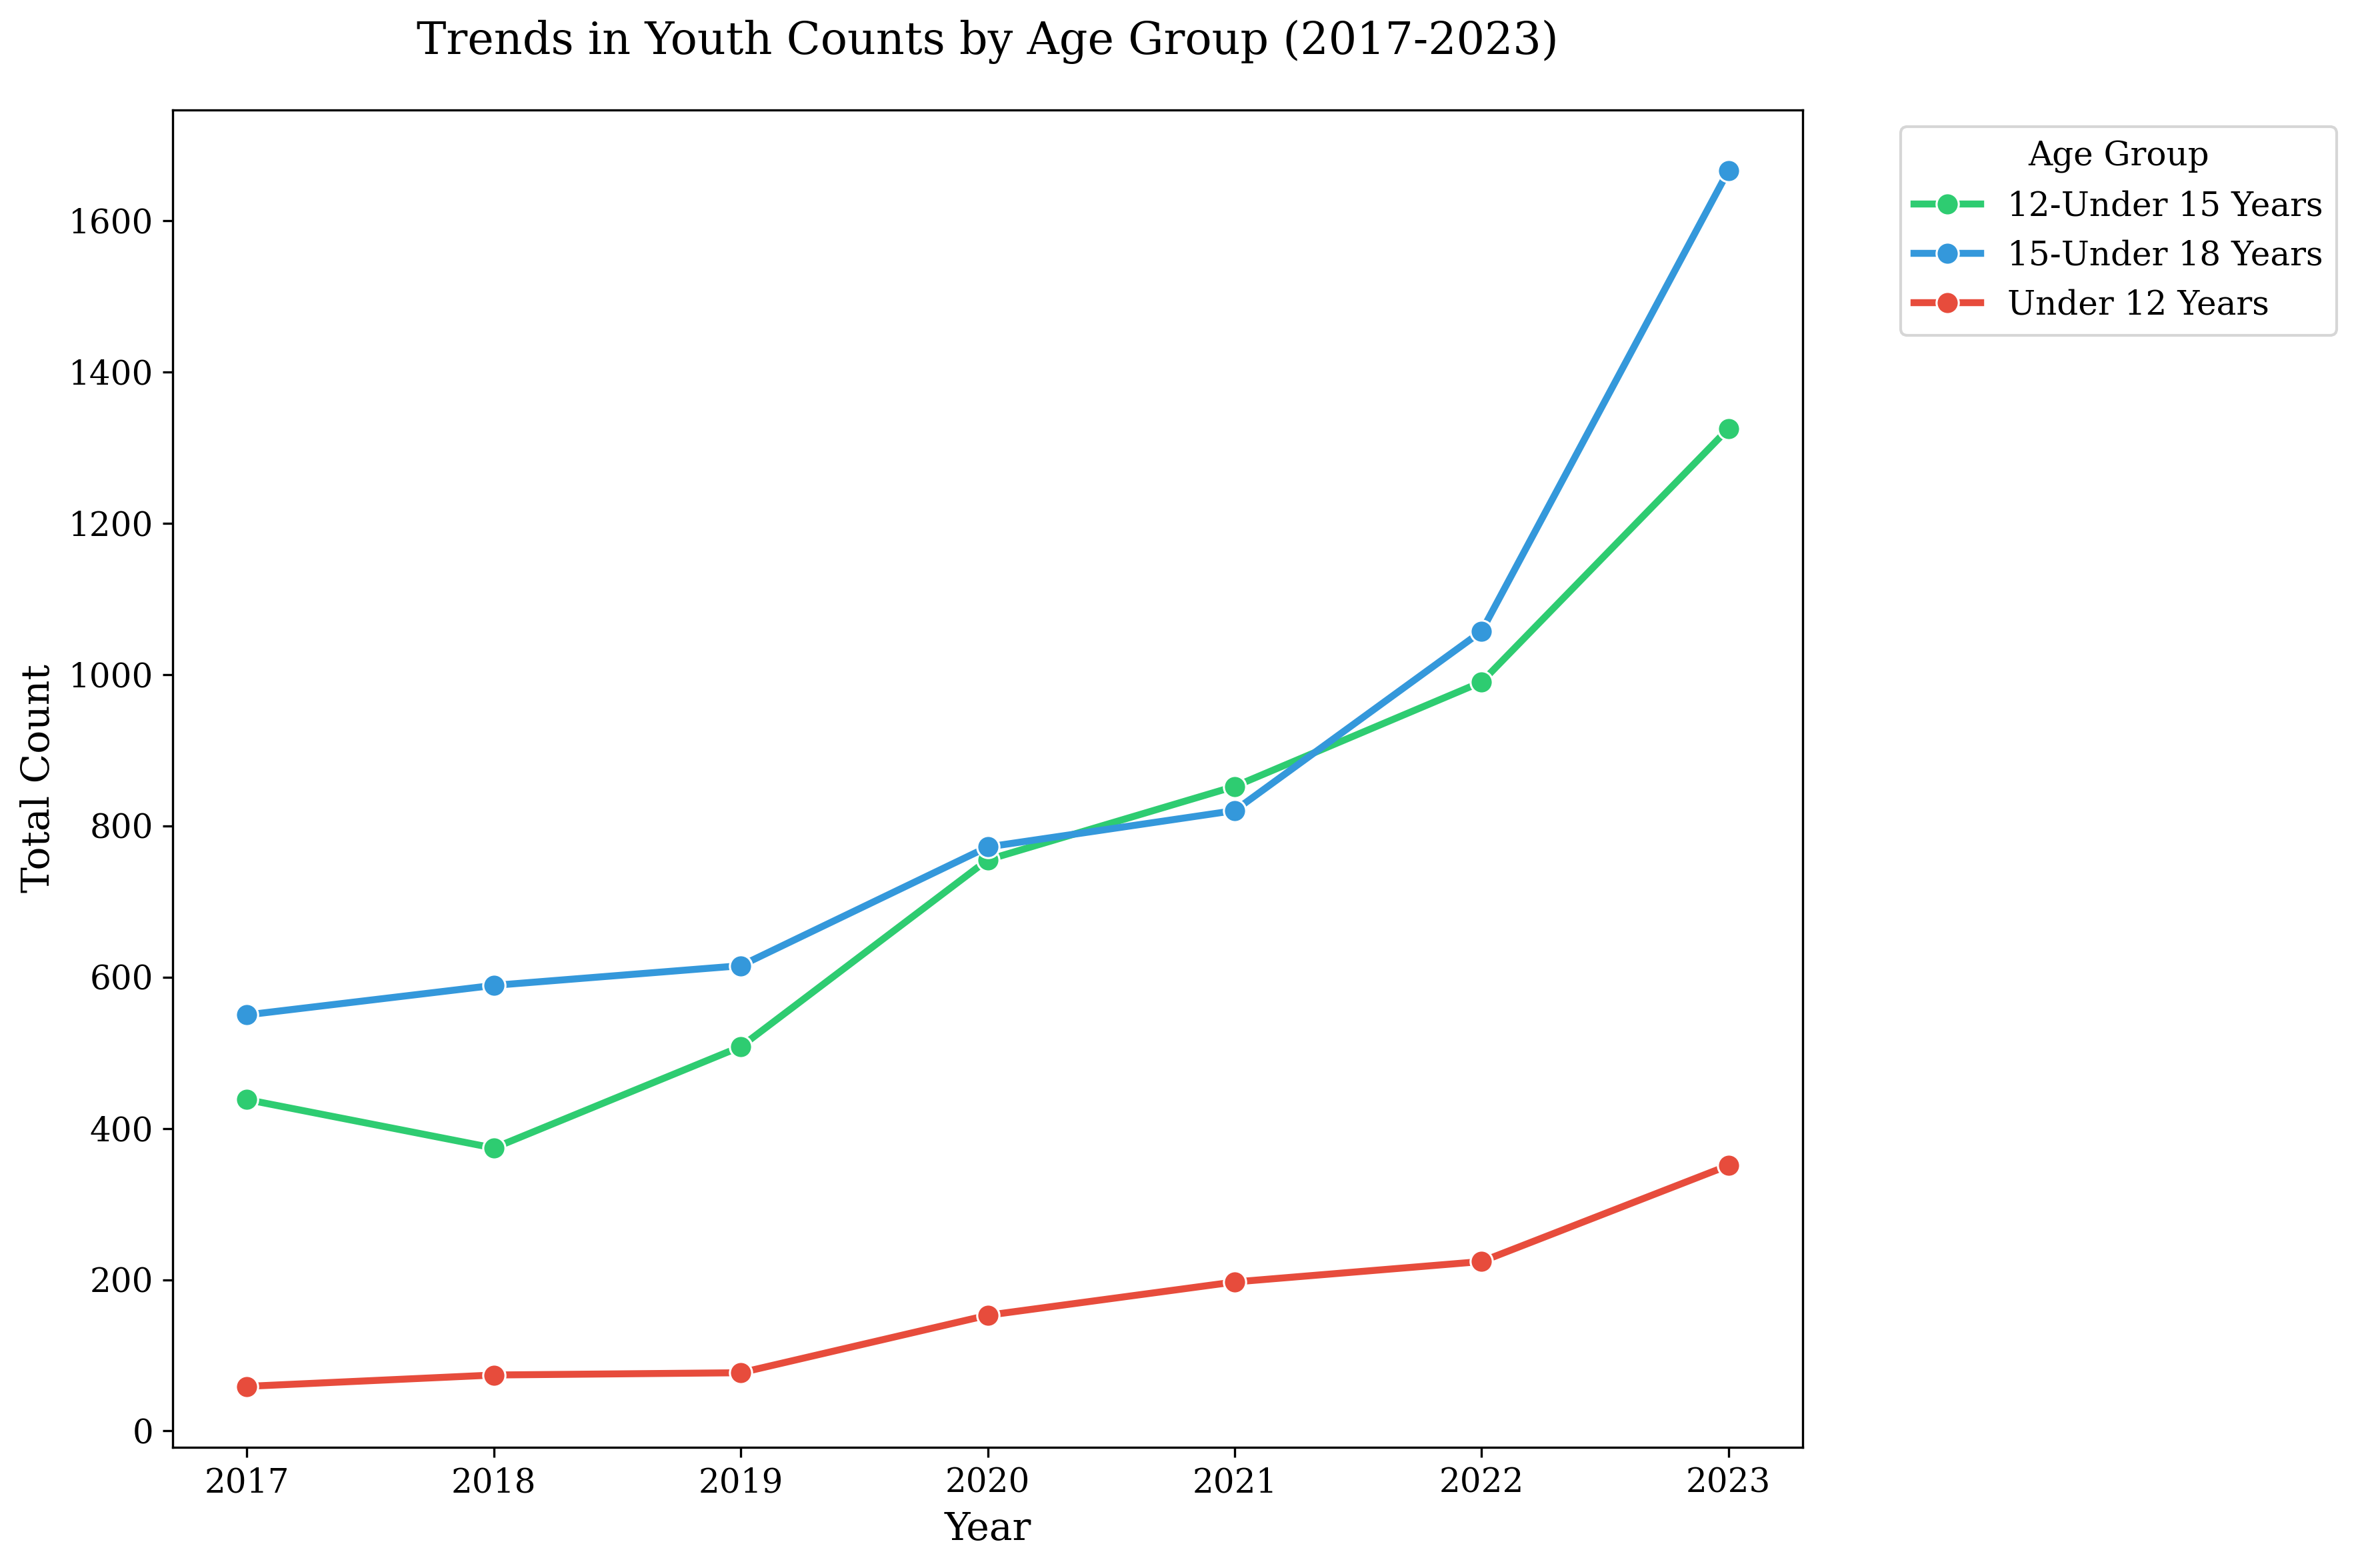 Trends in Youth Counts by Age Group (2017-2023)
Age Group
12-Under 15 Years
15-Under 18 Years
Under 12 Years
Total Count
1600
1400
1200
1000
800
600
400
200
0
2017 2018 2019 2020 2021 2022 2023
Year